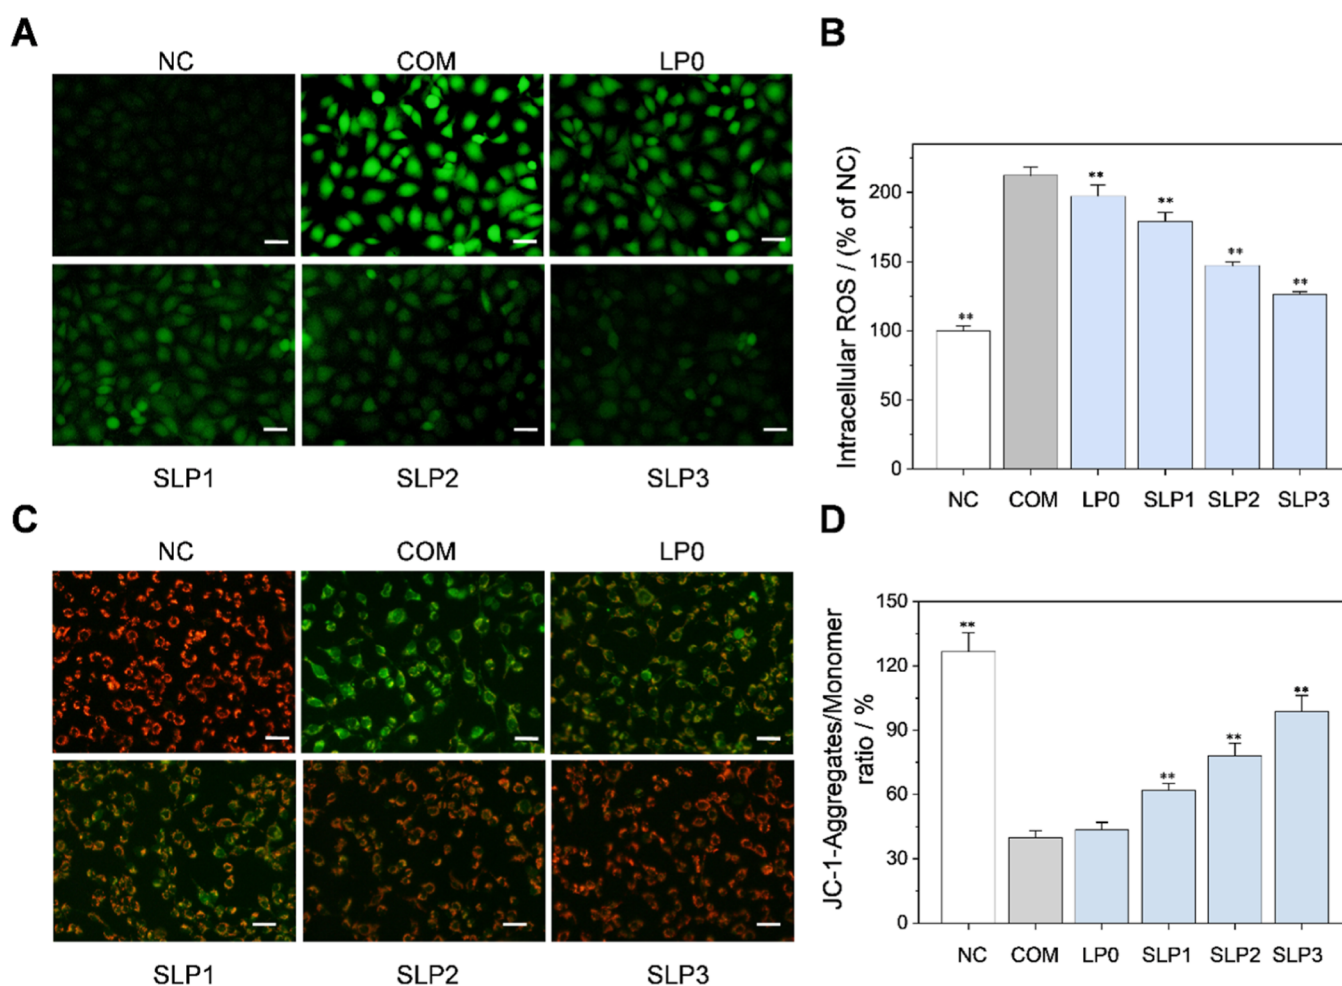 A
NC COM LP0
SLP1 SLP2 SLP3
B
Intracellular ROS / (% of NC)
200
150
100
50
0
**
**
**
**
**
NC COM LP0 SLP1 SLP2 SLP3
C
NC COM LP0
SLP1 SLP2 SLP3
D
JC-1-Aggregates/Monomer
ratio / %
150
120
90
60
30
0
**
**
**
**
NC COM LP0 SLP1 SLP2 SLP3